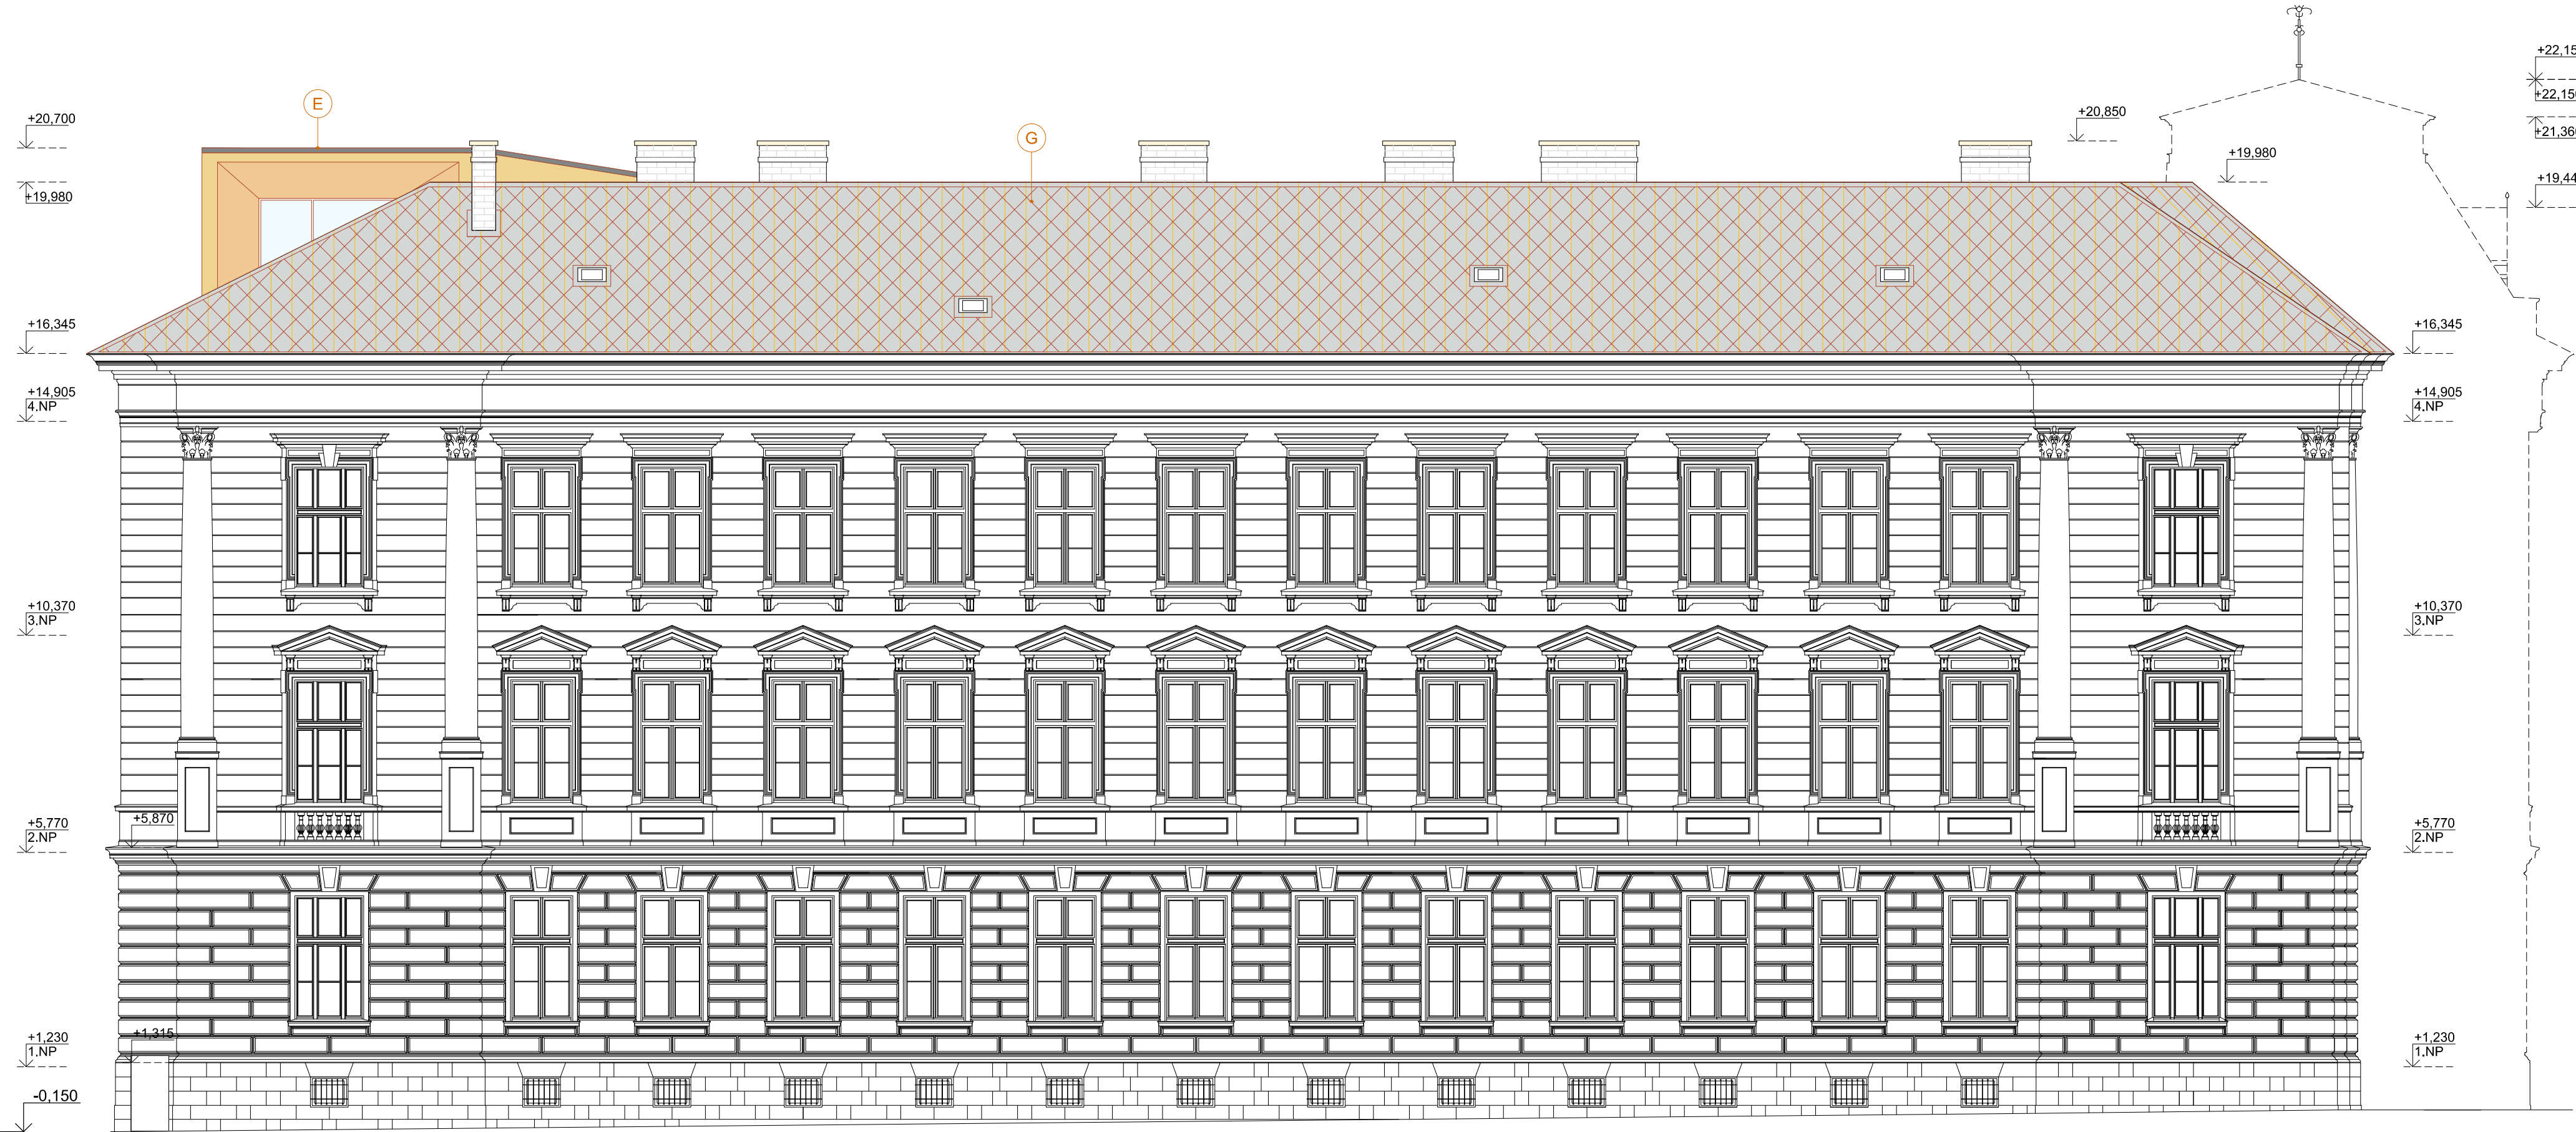 +22,15
E
+20,700
+20,850
G
+22,150
+21,360
+19,980
+19,980
+19,44
+16,345
+16,345
+14,905
4.NP
+14,905
4.NP
+10,370
3.NP
+10,370
3.NP
+5,870
+5,770
2.NP
+5,770
2.NP
+1,315
+1,230
1.NP
+1,230
1.NP
-0,150